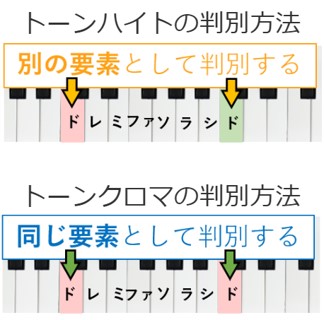 トーンハイトの判別方法
別の要素として判別する
ド レ ミ ファ ソ ラ シ ド
トーンクロマの判別方法
同じ要素として判別する
ド レ ミ ファ ソ ラ シ ド